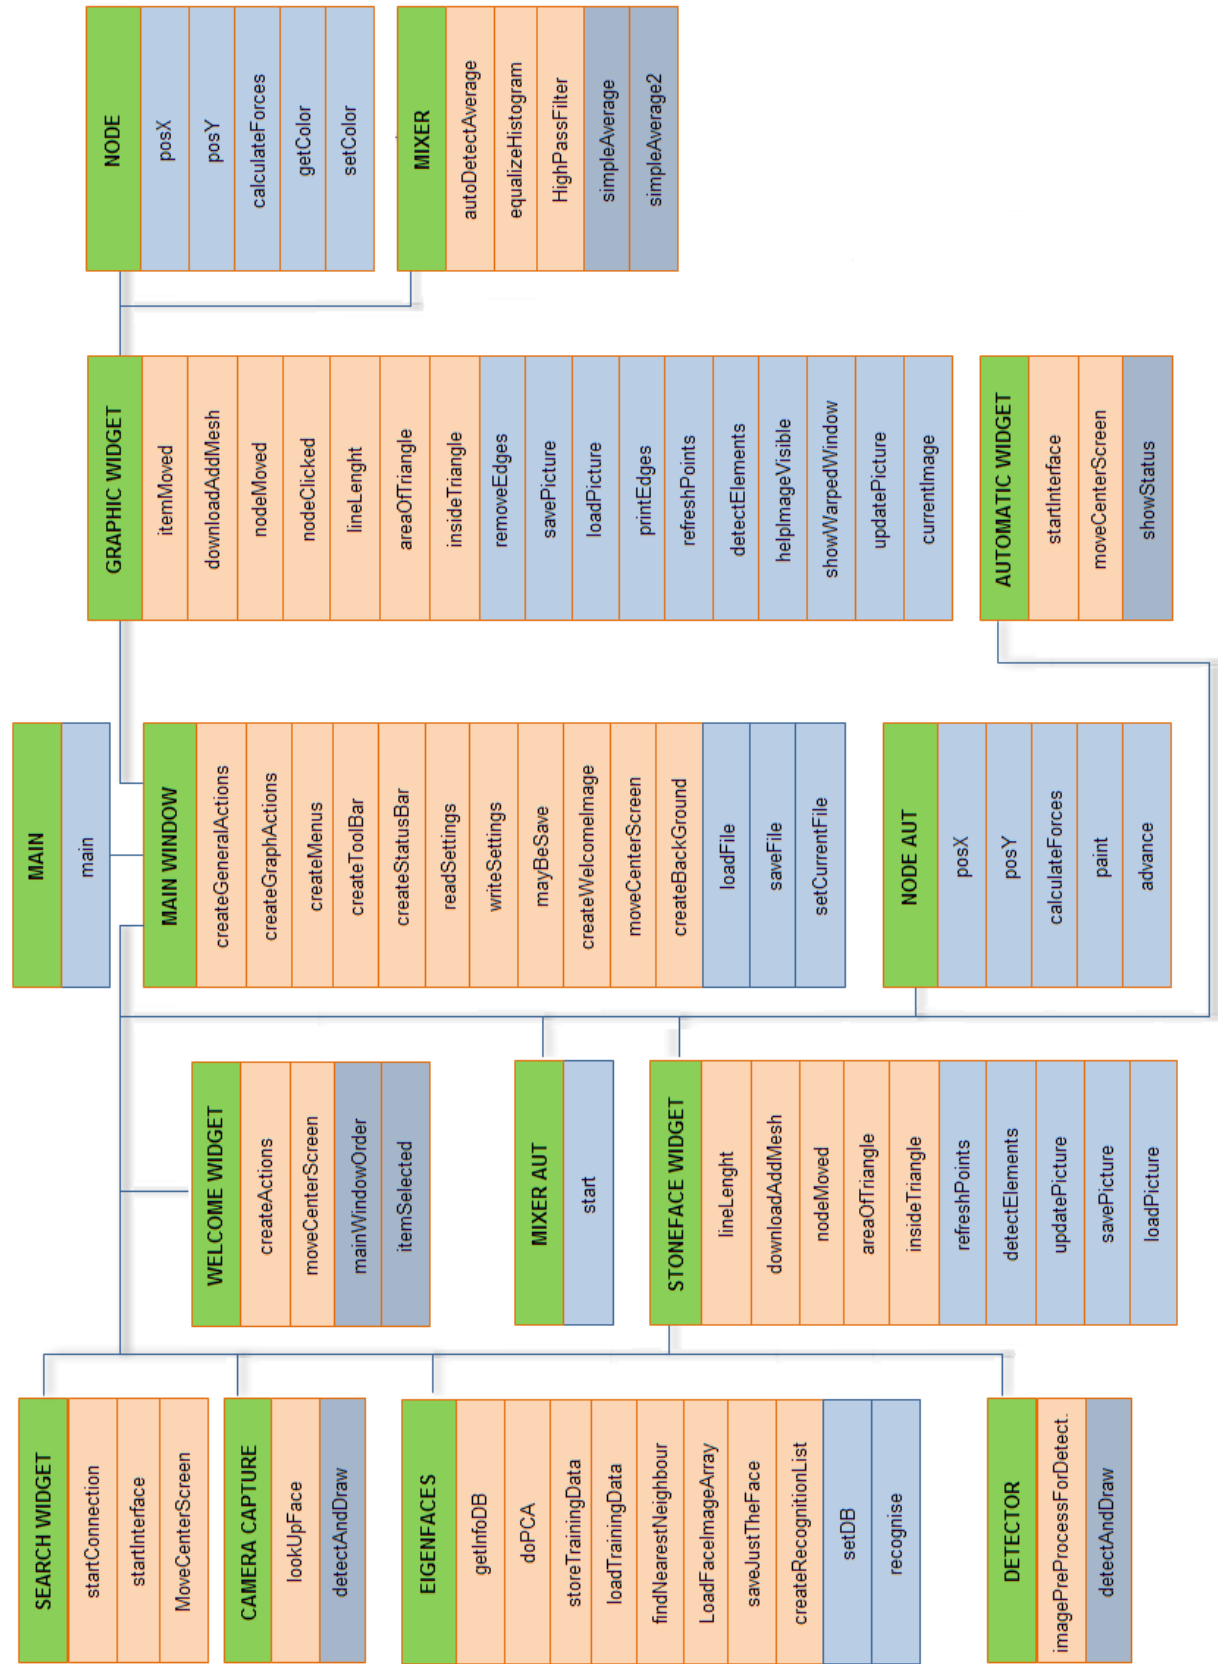 SEARCH WIDGET
startConnection
startInterface
MoveCenterScreen
CAMERA CAPTURE
lookUpFace
detectAndDraw
EIGENFACES
getInfoDB
doPCA
storeTrainingData
loadTrainingData
findNearestNeighbour
LoadFaceImageArray
saveJustTheFace
createRecognitionList
setDB
recognise
DETECTOR
imagePreProcessForDetect.
detectAndDraw
WELCOME WIDGET
createActions
moveCenterScreen
mainWindowOrder
itemSelected
MIXER AUT
start
STONEFACE WIDGET
lineLenght
downloadAddMesh
nodeMoved
areaOfTriangle
insideTriangle
refreshPoints
detectElements
updatePicture
savePicture
loadPicture
MAIN
main
MAIN WINDOW
createGeneralActions
createGraphActions
createMenus
createToolBar
createStatusBar
readSettings
writeSettings
mayBeSave
createWelcomeImage
moveCenterScreen
createBackGround
loadFile
saveFile
setCurrentFile
NODE AUT
posX
posY
calculateForces
paint
advance
GRAPHIC WIDGET
itemMoved
downloadAddMesh
nodeMoved
nodeClicked
lineLenght
areaOfTriangle
insideTriangle
removeEdges
savePicture
loadPicture
printEdges
refreshPoints
detectElements
helpImageVisible
showWarpedWindow
updatePicture
currentImage
AUTOMATIC WIDGET
startInterface
moveCenterScreen
showStatus
NODE
posX
posY
calculateForces
getColor
setColor
MIXER
autoDetectAverage
equalizeHistogram
HighPassFilter
simpleAverage
simpleAverage2